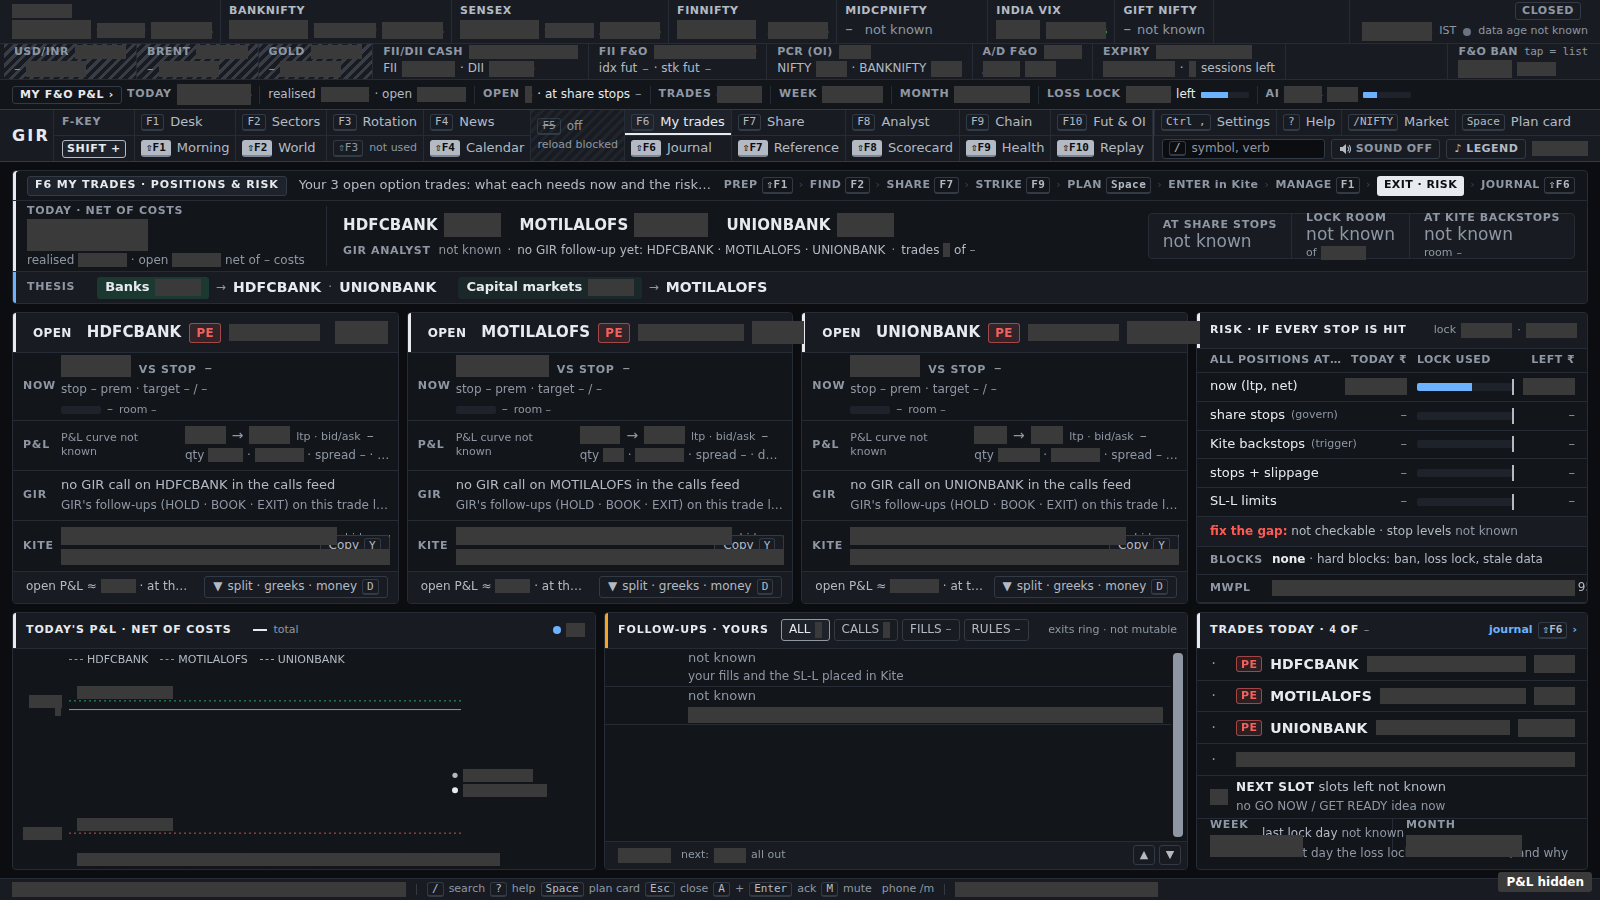 BANKNIFTY SENSEX FINNIFTY MIDCPNIFTY INDIA VIX GIFT NIFTY CLOSED
– not known – not known IST data age not known
USD/INR BRENT GOLD FII/DII CASH FII F&O PCR (OI) A/D F&O EXPIRY F&O BAN tap = list
– – – FII · DII idx fut – · stk fut – NIFTY · BANKNIFTY · sessions left
MY F&O P&L › TODAY realised · open OPEN · at share stops – TRADES WEEK MONTH LOSS LOCK left AI
GIR F-KEY F1 Desk F2 Sectors F3 Rotation F4 News F5 off F6 My trades F7 Share F8 Analyst F9 Chain F10 Fut & OI Ctrl , Settings ? Help /NIFTY Market Space Plan card
SHIFT + ⇧F1 Morning ⇧F2 World ⇧F3 not used ⇧F4 Calendar reload blocked ⇧F6 Journal ⇧F7 Reference ⇧F8 Scorecard ⇧F9 Health ⇧F10 Replay / symbol, verb SOUND OFF ♪ LEGEND
F6 MY TRADES · POSITIONS & RISK Your 3 open option trades: what each needs now and the risk… PREP ⇧F1 › FIND F2 › SHARE F7 › STRIKE F9 › PLAN Space › ENTER in Kite › MANAGE F1 › EXIT · RISK › JOURNAL ⇧F6
TODAY · NET OF COSTS
HDFCBANK MOTILALOFS UNIONBANK
AT SHARE STOPS LOCK ROOM AT KITE BACKSTOPS
not known not known not known
GIR ANALYST not known · no GIR follow-up yet: HDFCBANK · MOTILALOFS · UNIONBANK · trades of –
of room –
realised · open net of – costs
THESIS Banks → HDFCBANK · UNIONBANK Capital markets → MOTILALOFS
OPEN HDFCBANK PE
NOW VS STOP –
stop – prem · target – / –
– room –
P&L P&L curve not known → ltp · bid/ask –
qty · · spread – · …
GIR no GIR call on HDFCBANK in the calls feed
GIR's follow-ups (HOLD · BOOK · EXIT) on this trade l…
KITE Copy Y
open P&L ≈ · at th… ▼ split · greeks · money D
OPEN MOTILALOFS PE
NOW VS STOP –
stop – prem · target – / –
– room –
P&L P&L curve not known → ltp · bid/ask –
qty · · spread – · d…
GIR no GIR call on MOTILALOFS in the calls feed
GIR's follow-ups (HOLD · BOOK · EXIT) on this trade l…
KITE Copy Y
open P&L ≈ · at th… ▼ split · greeks · money D
OPEN UNIONBANK PE
NOW VS STOP –
stop – prem · target – / –
– room –
P&L P&L curve not known → ltp · bid/ask –
qty · · spread – …
GIR no GIR call on UNIONBANK in the calls feed
GIR's follow-ups (HOLD · BOOK · EXIT) on this trade l…
KITE Copy Y
open P&L ≈ · at t… ▼ split · greeks · money D
RISK · IF EVERY STOP IS HIT lock ·
ALL POSITIONS AT… TODAY ₹ LOCK USED LEFT ₹
now (ltp, net)
share stops (govern) – –
Kite backstops (trigger) – –
stops + slippage – –
SL-L limits – –
fix the gap: not checkable · stop levels not known
BLOCKS none · hard blocks: ban, loss lock, stale data
MWPL 9
TODAY'S P&L · NET OF COSTS total
HDFCBANK MOTILALOFS UNIONBANK
FOLLOW-UPS · YOURS ALL CALLS FILLS – RULES – exits ring · not mutable
not known
your fills and the SL-L placed in Kite
not known
next: all out ▲ ▼
TRADES TODAY · 4 OF – journal ⇧F6 ›
· PE HDFCBANK
· PE MOTILALOFS
· PE UNIONBANK
·
NEXT SLOT slots left not known
no GO NOW / GET READY idea now
WEEK MONTH
last lock day not known
t day the loss loc and why
/ search ? help Space plan card Esc close A + Enter ack M mute phone /m
P&L hidden